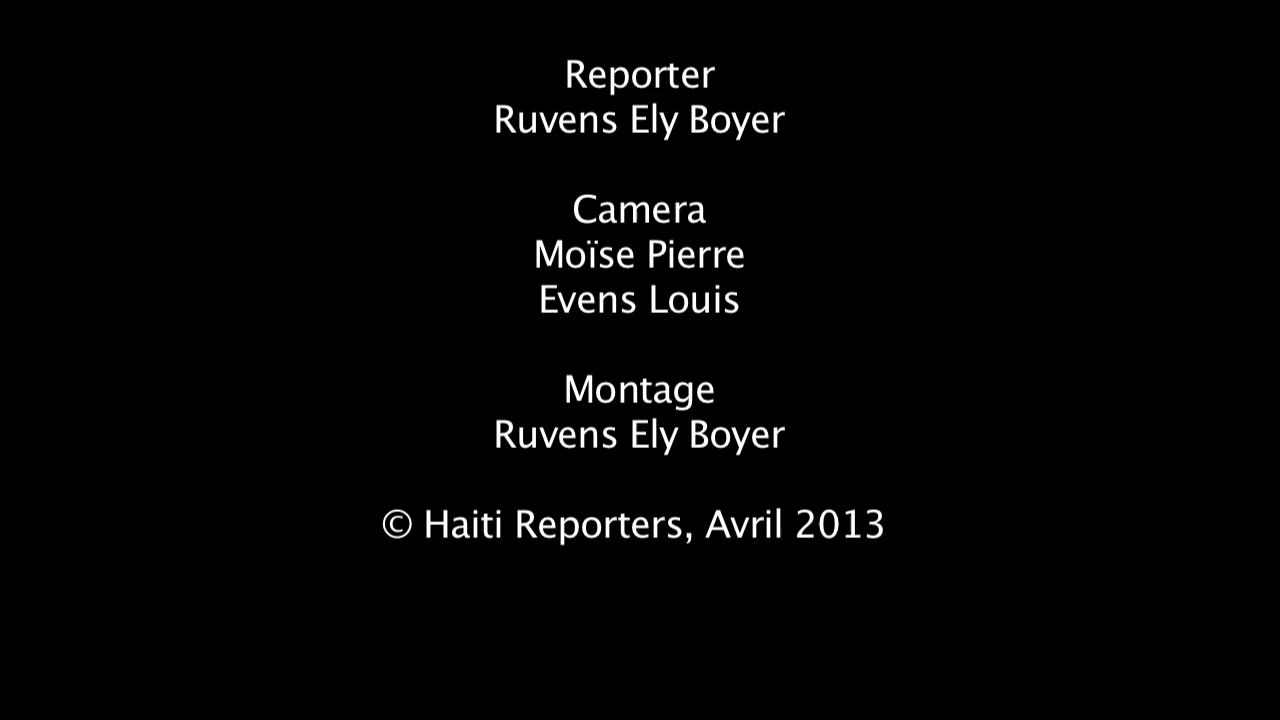 Reporter
Ruvens Ely Boyer
Camera
Moïse Pierre
Evens Louis
Montage
Ruvens Ely Boyer
© Haiti Reporters, Avril 2013